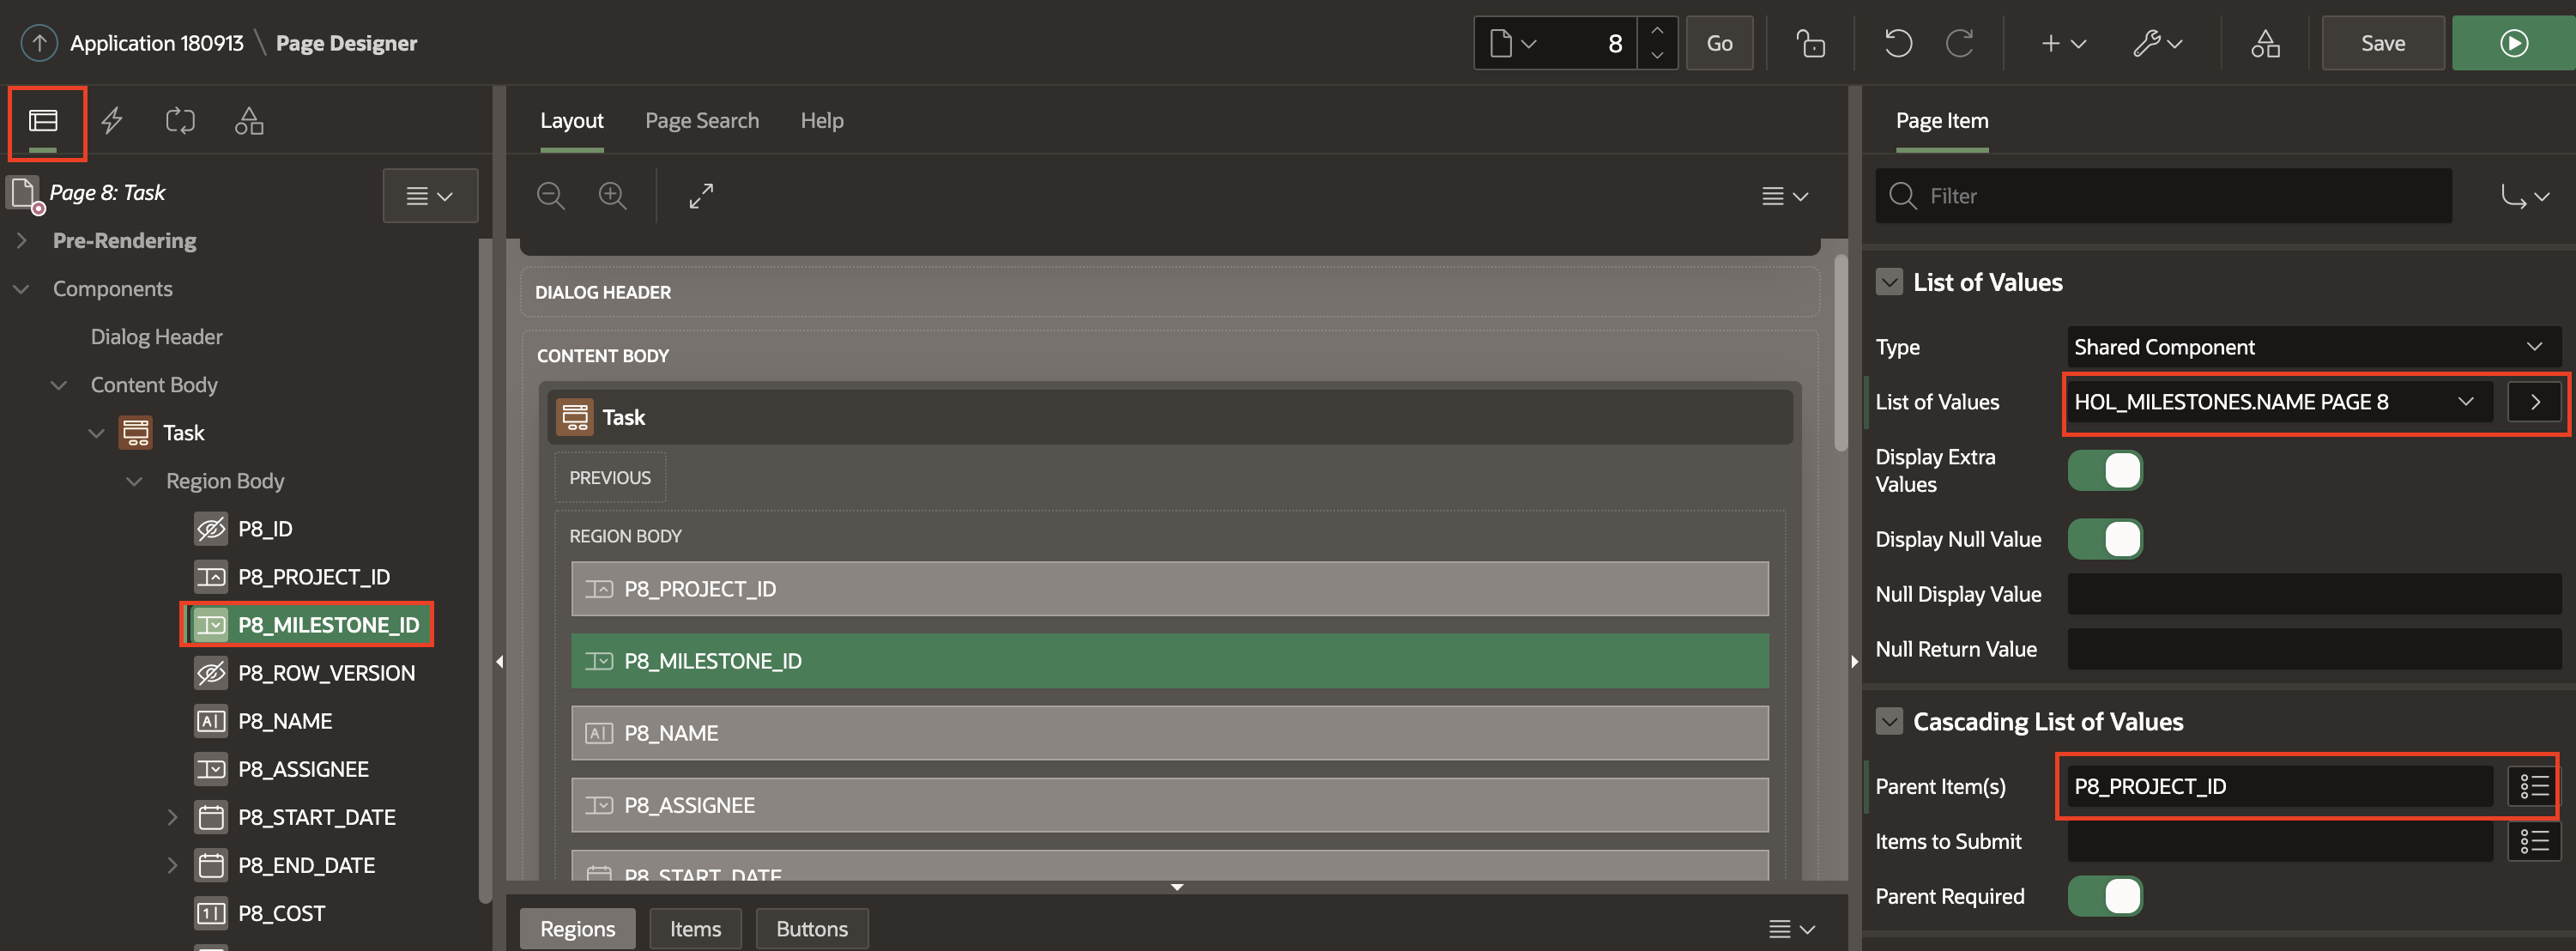 Application 180913 \ Page Designer
8
Go
Save
Layout
Page Search
Help
Page Item
Page 8: Task
Filter
Pre-Rendering
Components
Dialog Header
Content Body
Task
Region Body
P8_ID
P8_PROJECT_ID
P8_MILESTONE_ID
P8_ROW_VERSION
P8_NAME
P8_ASSIGNEE
P8_START_DATE
P8_END_DATE
P8_COST
DIALOG HEADER
CONTENT BODY
Task
PREVIOUS
REGION BODY
P8_PROJECT_ID
P8_MILESTONE_ID
P8_NAME
P8_ASSIGNEE
P8_START_DATE
Regions
Items
Buttons
List of Values
Type
Shared Component
List of Values
HOL_MILESTONES.NAME PAGE 8
Display Extra
Values
Display Null Value
Null Display Value
Null Return Value
Cascading List of Values
Parent Item(s)
P8_PROJECT_ID
Items to Submit
Parent Required